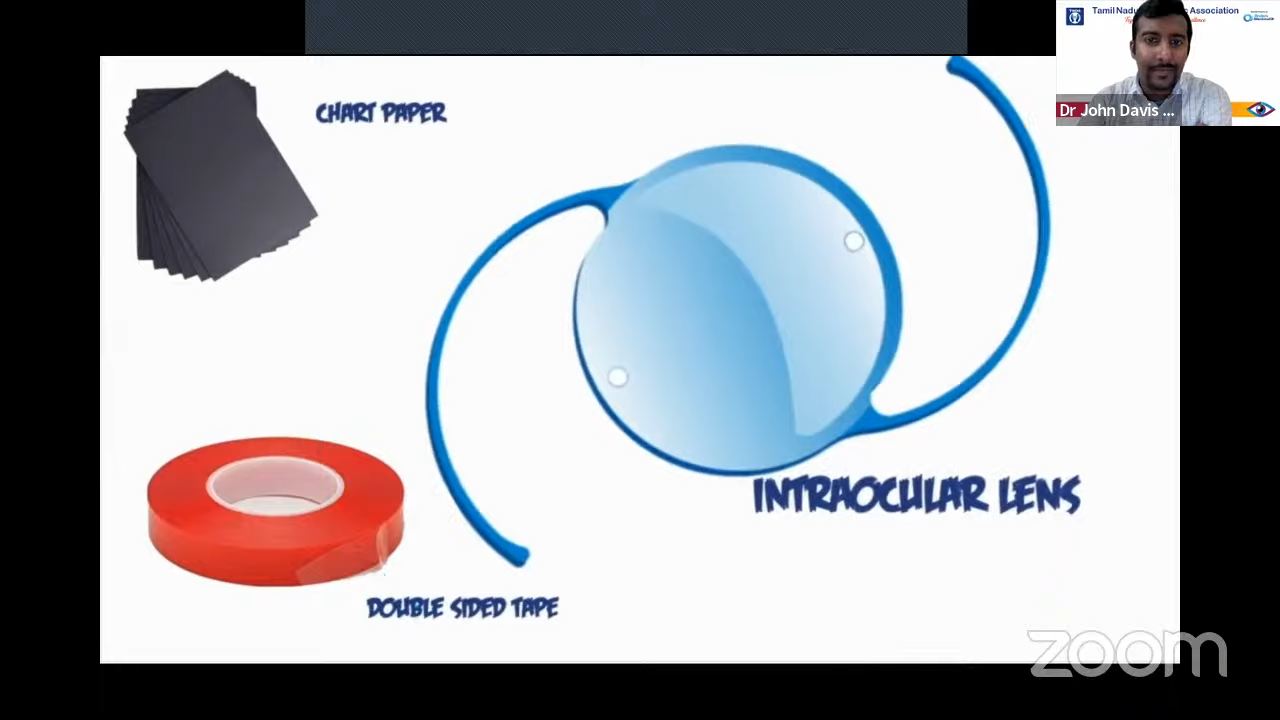 CHART PAPER
INTRAOCULAR LENS
DOUBLE SIDED TAPE
Tamil Nadu
Association
Dr John Davis ...
zoom